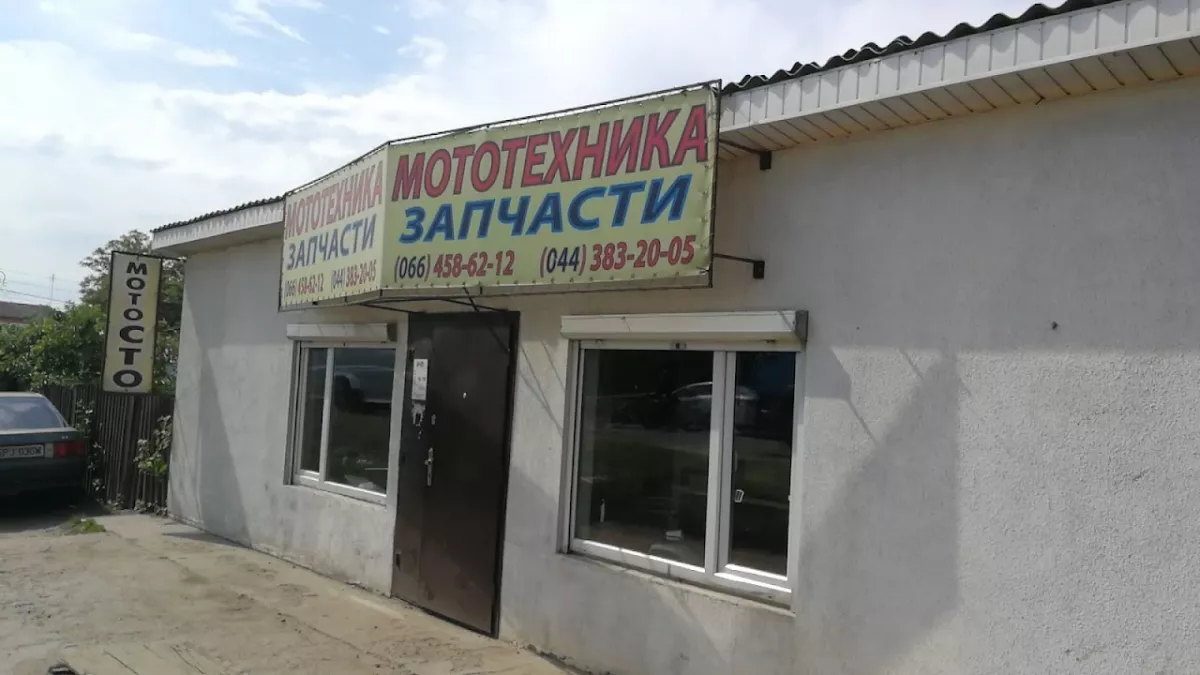 МОТОТЕХНИКА
ЗАПЧАСТИ
(066) 458-62-12 (044) 383-20-05
МОТОТЕХНИКА
ЗАПЧАСТИ
(066) 458-62-12 (044) 383-20-05
МОТО
СТО